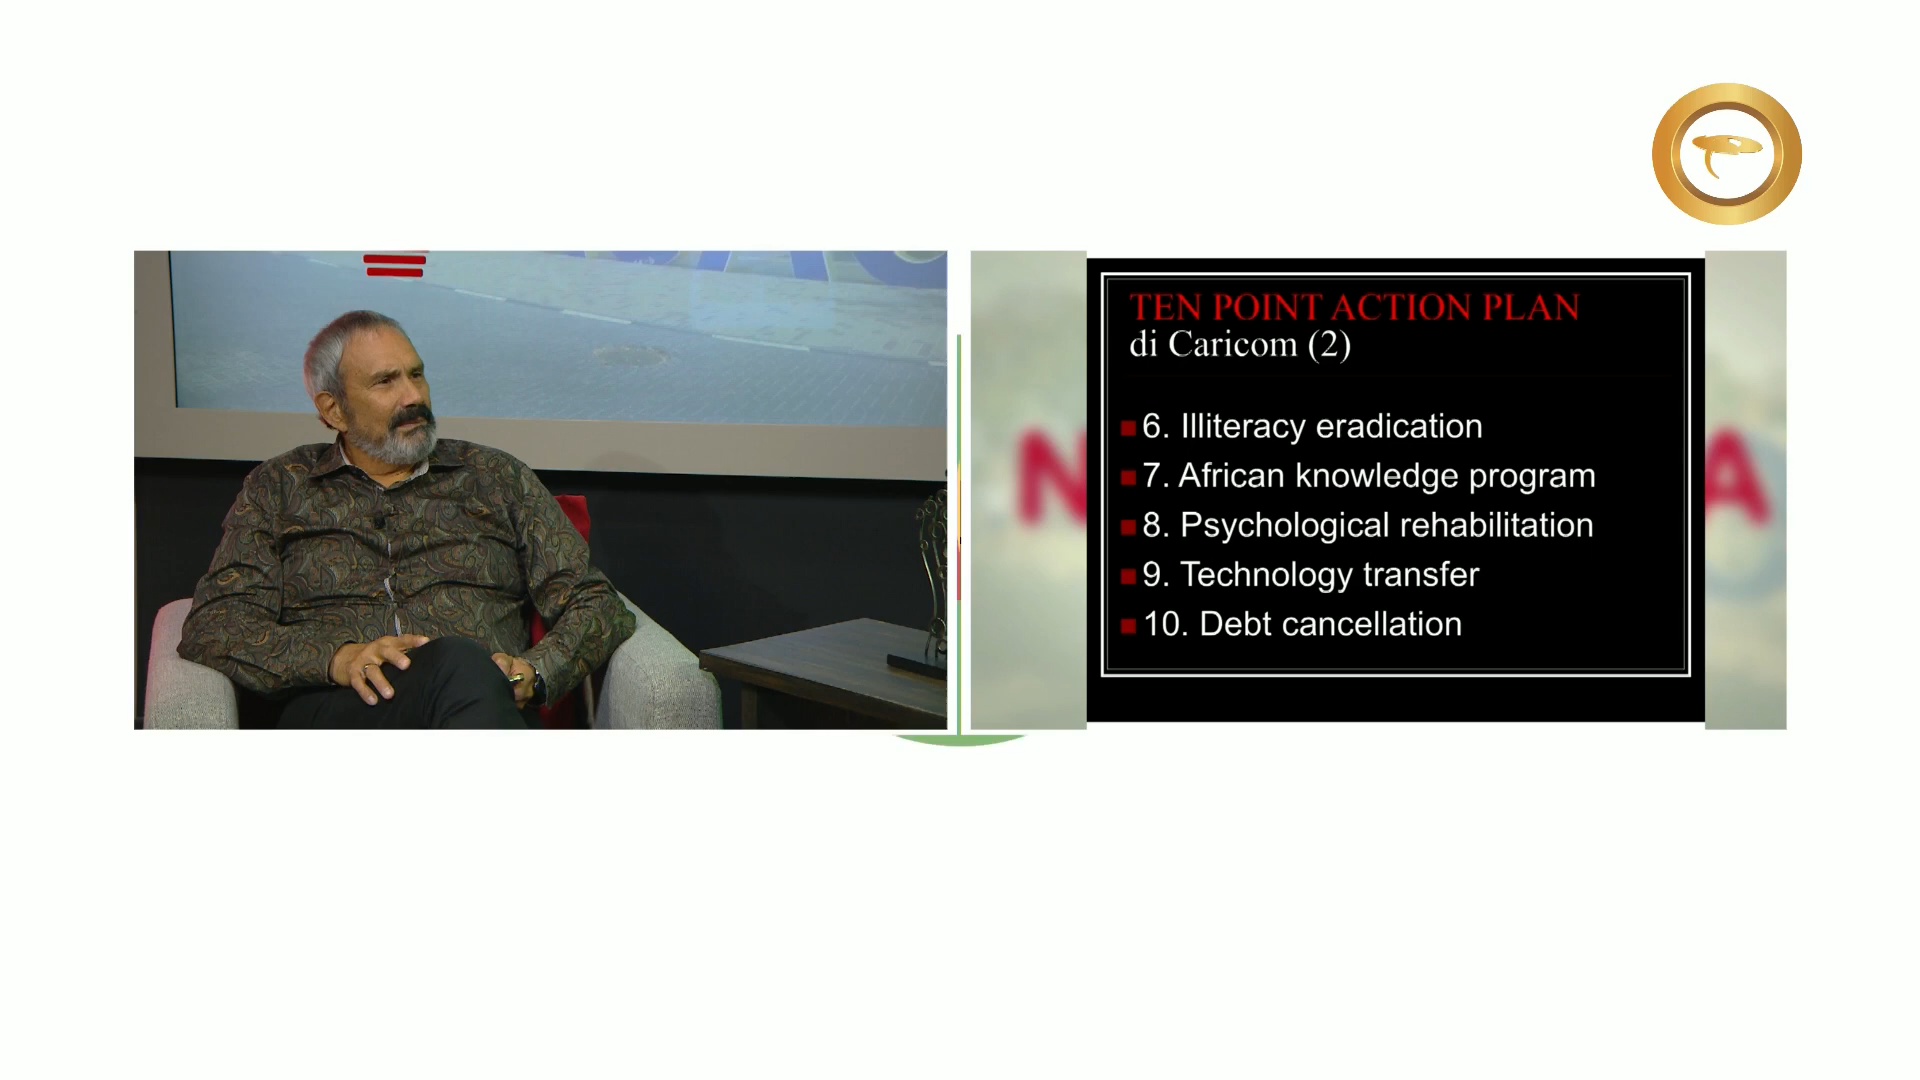 TEN POINT ACTION PLAN
di Caricom (2)
6. Illiteracy eradication
7. African knowledge program
8. Psychological rehabilitation
9. Technology transfer
10. Debt cancellation
N
A